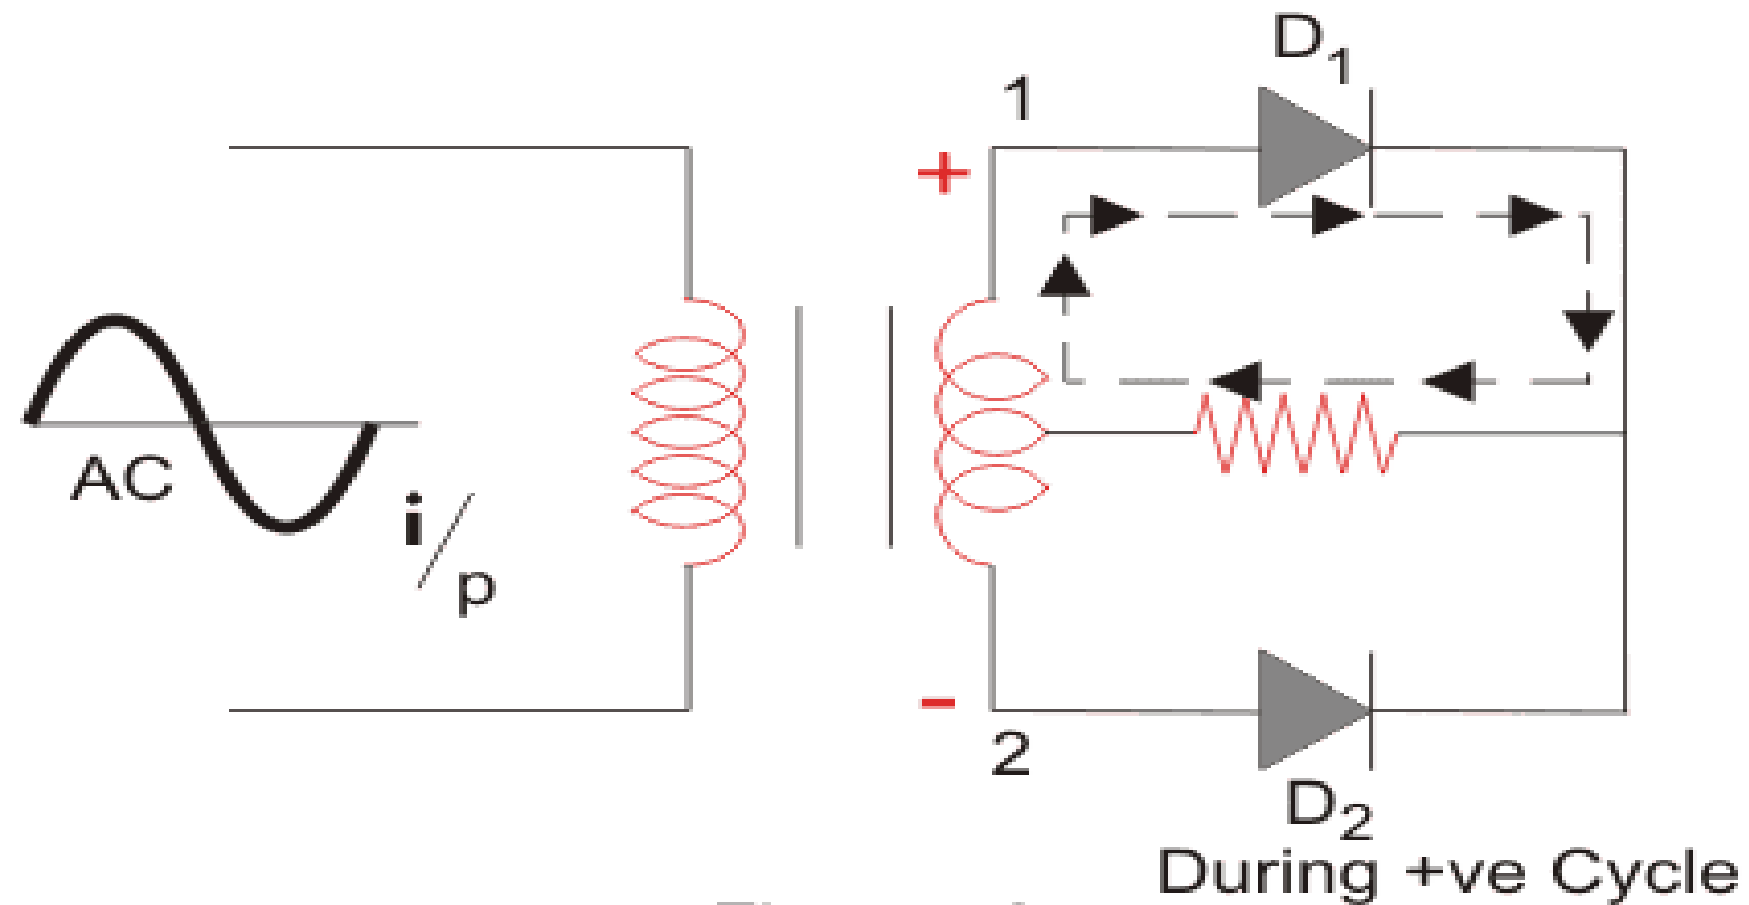 D1
1
+
AC
i/p
-
2
D2
During +ve Cycle